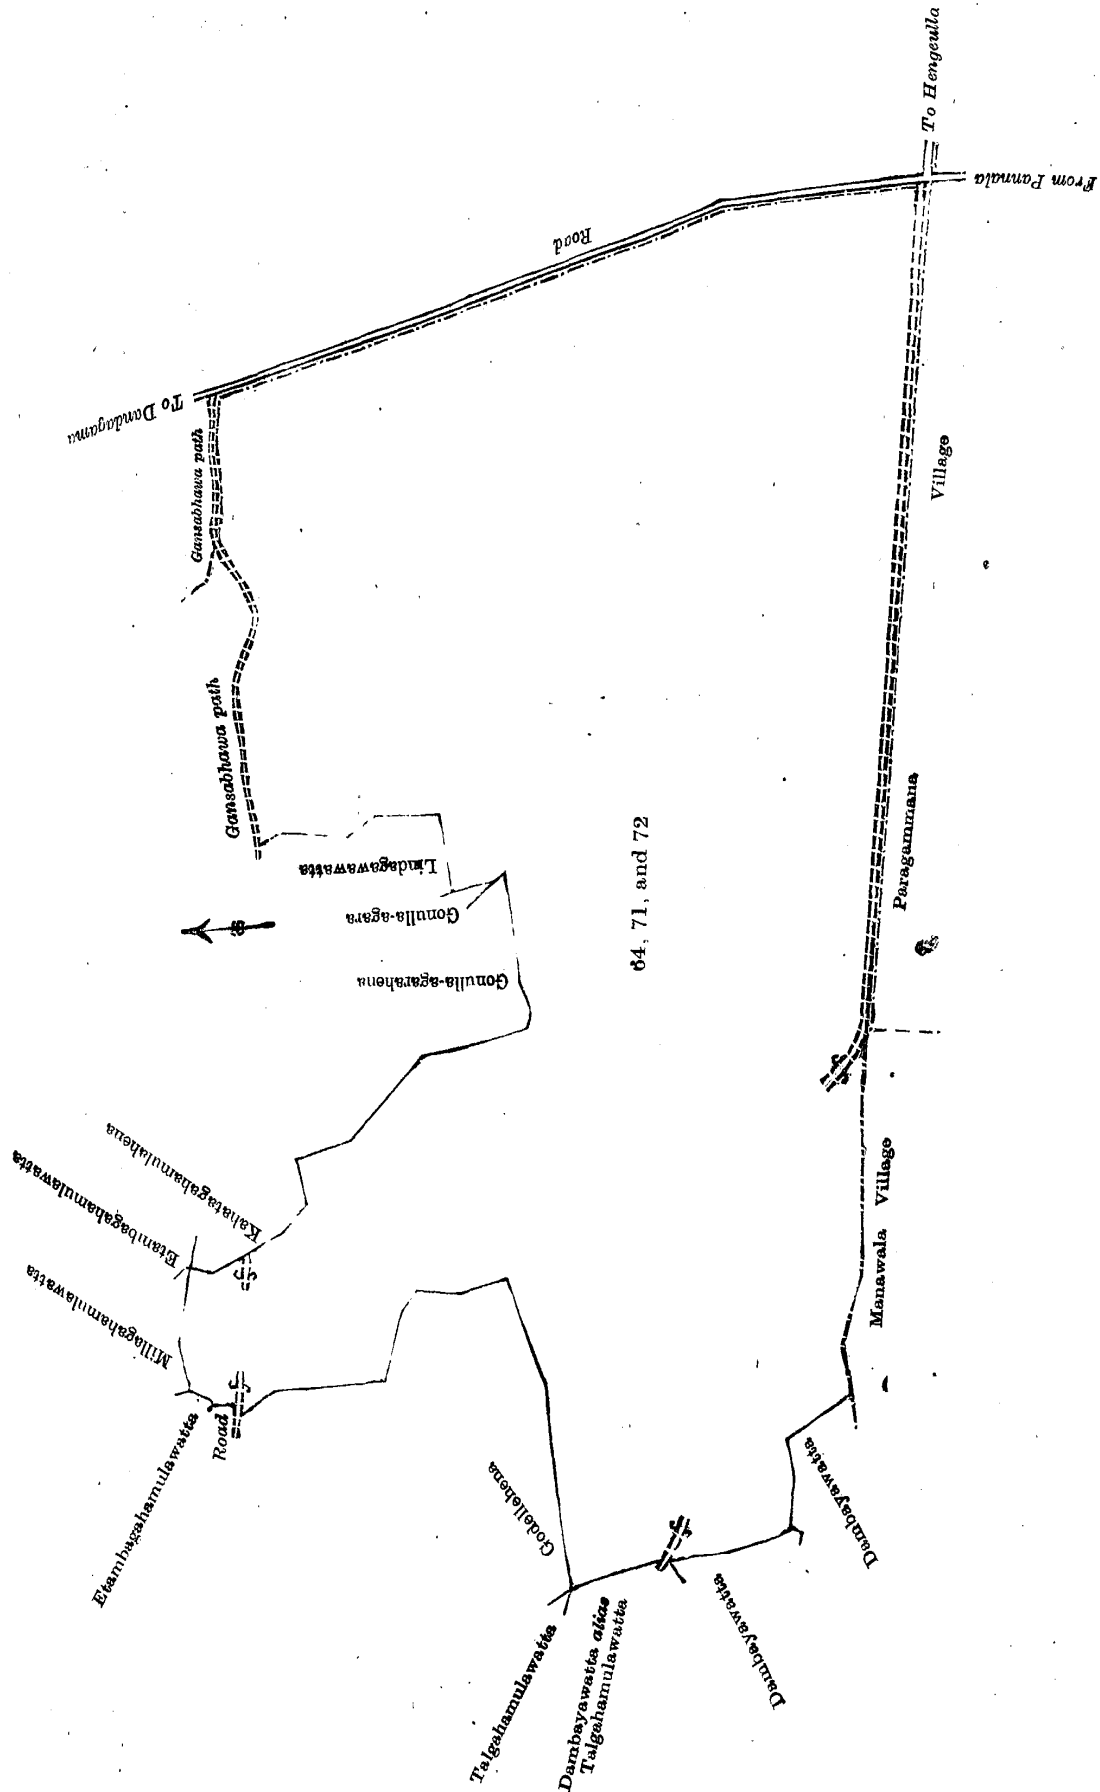 To Hengeulla
From Pannala
Road
To Dandagamu
Gansabhawa path
Gansabhawa path
Village
Paragammana
Lindagawawatta
Gonulla-agara
Gonulla-agarahena
64, 71, and 72
Kahatagahamulahena
Etambagahamulawatta
Millagahamulawatta
Etambagahamulawatta
Road
Village
Manawala
Godellehena
Talgahamulawatta
Dambayawatta alias
Talgahamulawatta
Dambayawatta
Dambayawatta